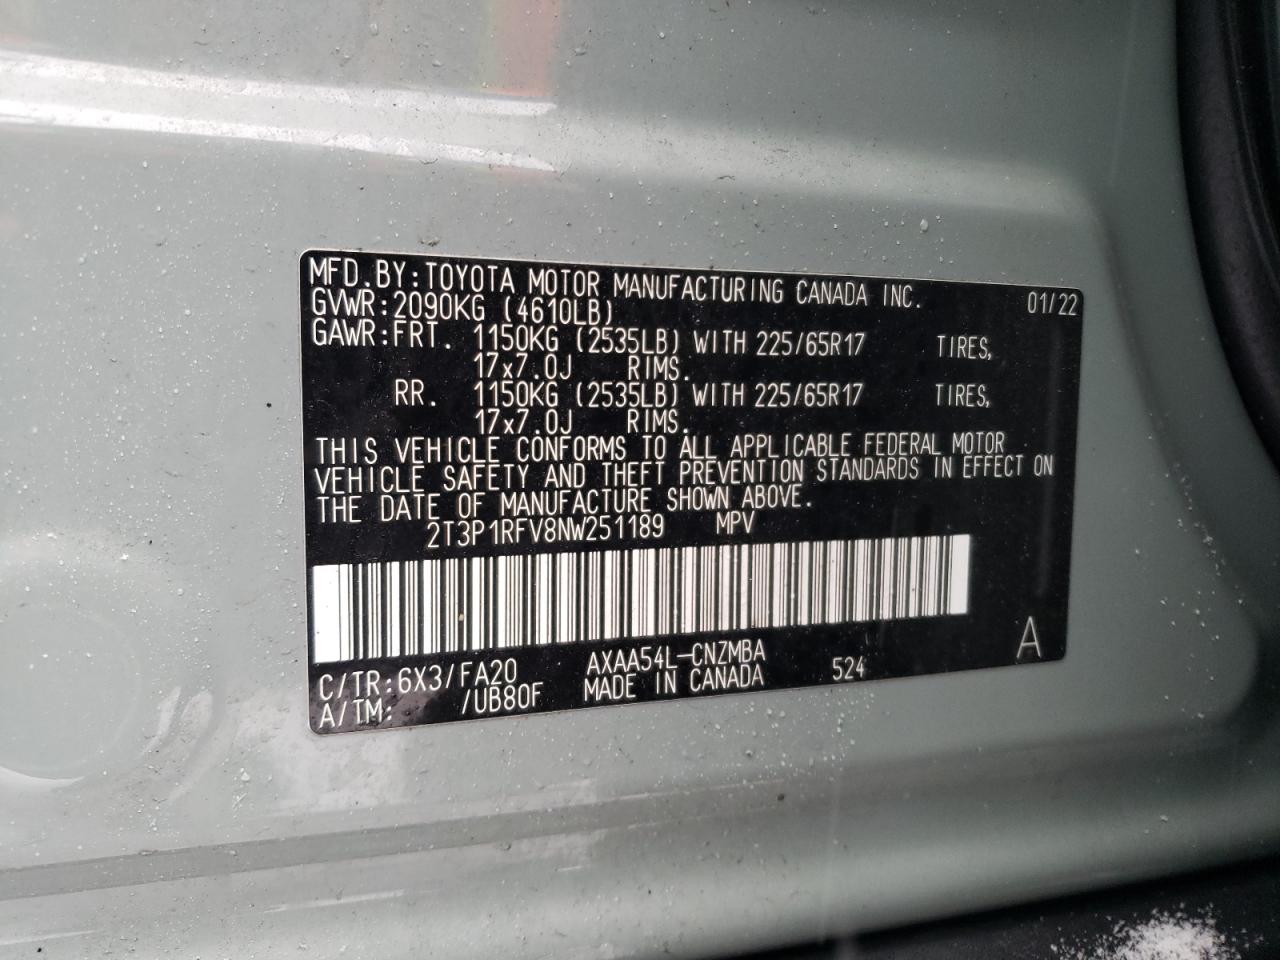 MFD.BY:TOYOTA MOTOR MANUFACTURING CANADA INC. 01/22
GVWR:2090KG (4610LB)
GAWR:FRT. 1150KG (2535LB) WITH 225/65R17 TIRES,
17x7.0J RIMS.
RR. 1150KG (2535LB) WITH 225/65R17 TIRES,
17x7.0J RIMS.
THIS VEHICLE CONFORMS TO ALL APPLICABLE FEDERAL MOTOR
VEHICLE SAFETY AND THEFT PREVENTION STANDARDS IN EFFECT ON
THE DATE OF MANUFACTURE SHOWN ABOVE.
2T3P1RFV8NW251189 MPV
A
C/TR:6X3/FA20 AXAA54L-CNZMBA 524
A/TM: /UB80F MADE IN CANADA